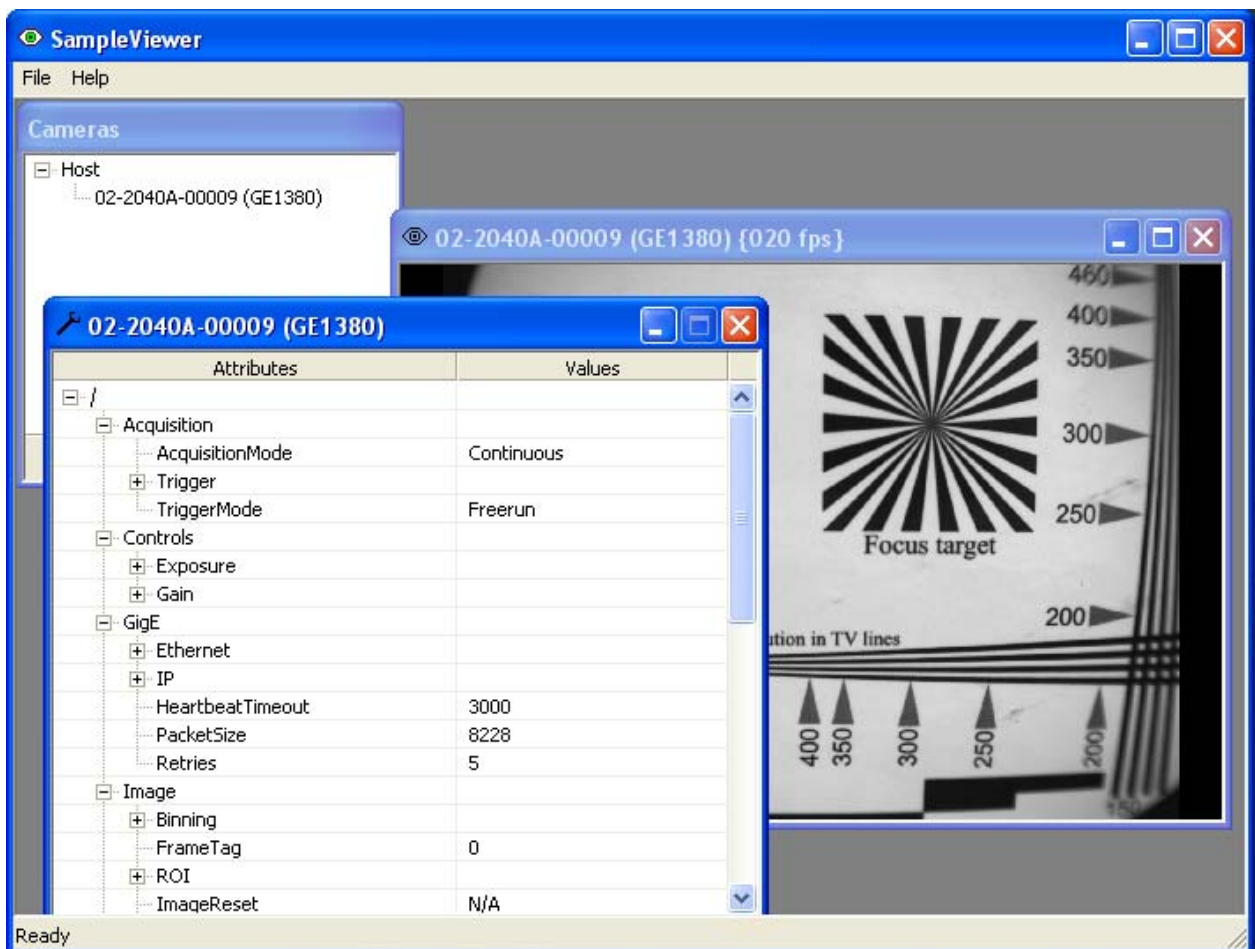 SampleViewer
File Help
Cameras
Host
02-2040A-00009 (GE1380)
02-2040A-00009 (GE1380) {020 fps}
460
400
350
300
250
200
Focus target
ution in TV lines
400
350
300
250
200
150
02-2040A-00009 (GE1380)
Attributes Values
/
Acquisition
AcquisitionMode Continuous
Trigger
TriggerMode Freerun
Controls
Exposure
Gain
GigE
Ethernet
IP
HeartbeatTimeout 3000
PacketSize 8228
Retries 5
Image
Binning
FrameTag 0
ROI
ImageReset N/A
Ready